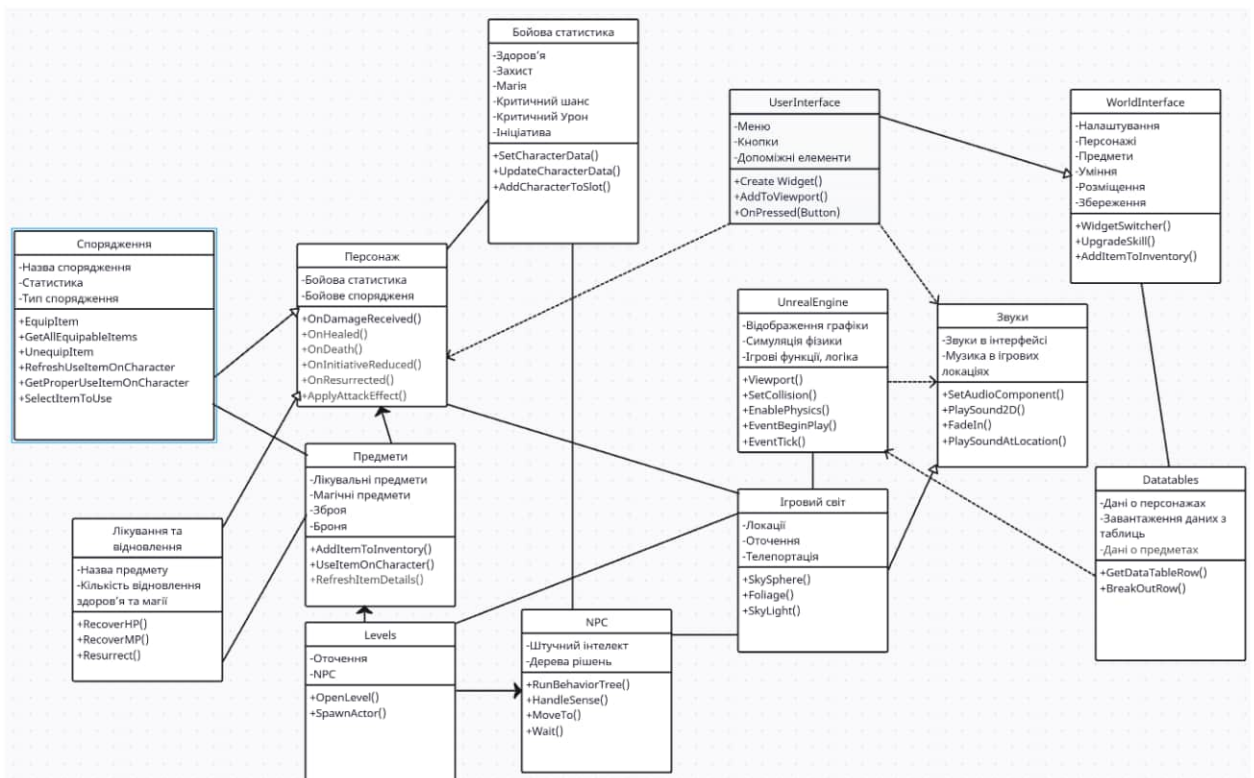 Бойова статистика
-Здоров'я
-Захист
-Магія
-Критичний шанс
-Критичний Урон
-Ініціатива
+SetCharacterData()
+UpdateCharacterData()
+AddCharacterToSlot()
UserInterface
-Меню
-Кнопки
-Допоміжні елементи
+Create Widget()
+AddToViewport()
+OnPressed(Button)
WorldInterface
-Налаштування
-Персонажі
-Предмети
-Уміння
-Розміщення
-Збереження
+WidgetSwitcher()
+UpgradeSkill()
+AddItemToInventory()
Спорядження
-Назва спорядження
-Статистика
-Тип спорядження
+EquipItem
+GetAllEquipableItems
+UnequipItem
+RefreshUseItemOnCharacter
+GetProperUseItemOnCharacter
+SelectItemToUse
Персонаж
-Бойова статистика
-Бойове спорядженя
+OnDamageReceived()
+OnHealed()
+OnDeath()
+OnInitiativeReduced()
+OnResurrected()
+ApplyAttackEffect()
UnrealEngine
-Відображення графіки
-Симуляція фізики
-Ігрові функції, логіка
+Viewport()
+SetCollision()
+EnablePhysics()
+EventBeginPlay()
+EventTick()
Звуки
-Звуки в інтерфейсі
-Музика в ігрових
локаціях
+SetAudioComponent()
+PlaySound2D()
+FadeIn()
+PlaySoundAtLocation()
Предмети
-Лікувальні предмети
-Магічні предмети
-Зброя
-Броня
+AddItemToInventory()
+UseItemOnCharacter()
+RefreshItemDetails()
Datatables
-Дані о персонажах
-Завантаження даних з
таблиць
-Дані о предметах
+GetDataTableRow()
+BreakOutRow()
Ігровий світ
-Локації
-Оточення
-Телепортація
+SkySphere()
+Foliage()
+SkyLight()
Лікування та
відновлення
-Назва предмету
-Кількість відновлення
здоров'я та магії
+RecoverHP()
+RecoverMP()
+Resurrect()
Levels
-Оточення
-NPC
+OpenLevel()
+SpawnActor()
NPC
-Штучний інтелект
-Дерева рішень
+RunBehaviorTree()
+HandleSense()
+MoveTo()
+Wait()